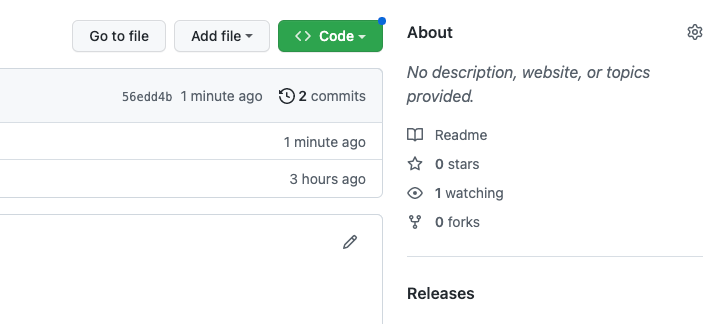 Go to file Add file Code
56edd4b 1 minute ago 2 commits
1 minute ago
3 hours ago
About
No description, website, or topics
provided.
Readme
0 stars
1 watching
0 forks
Releases